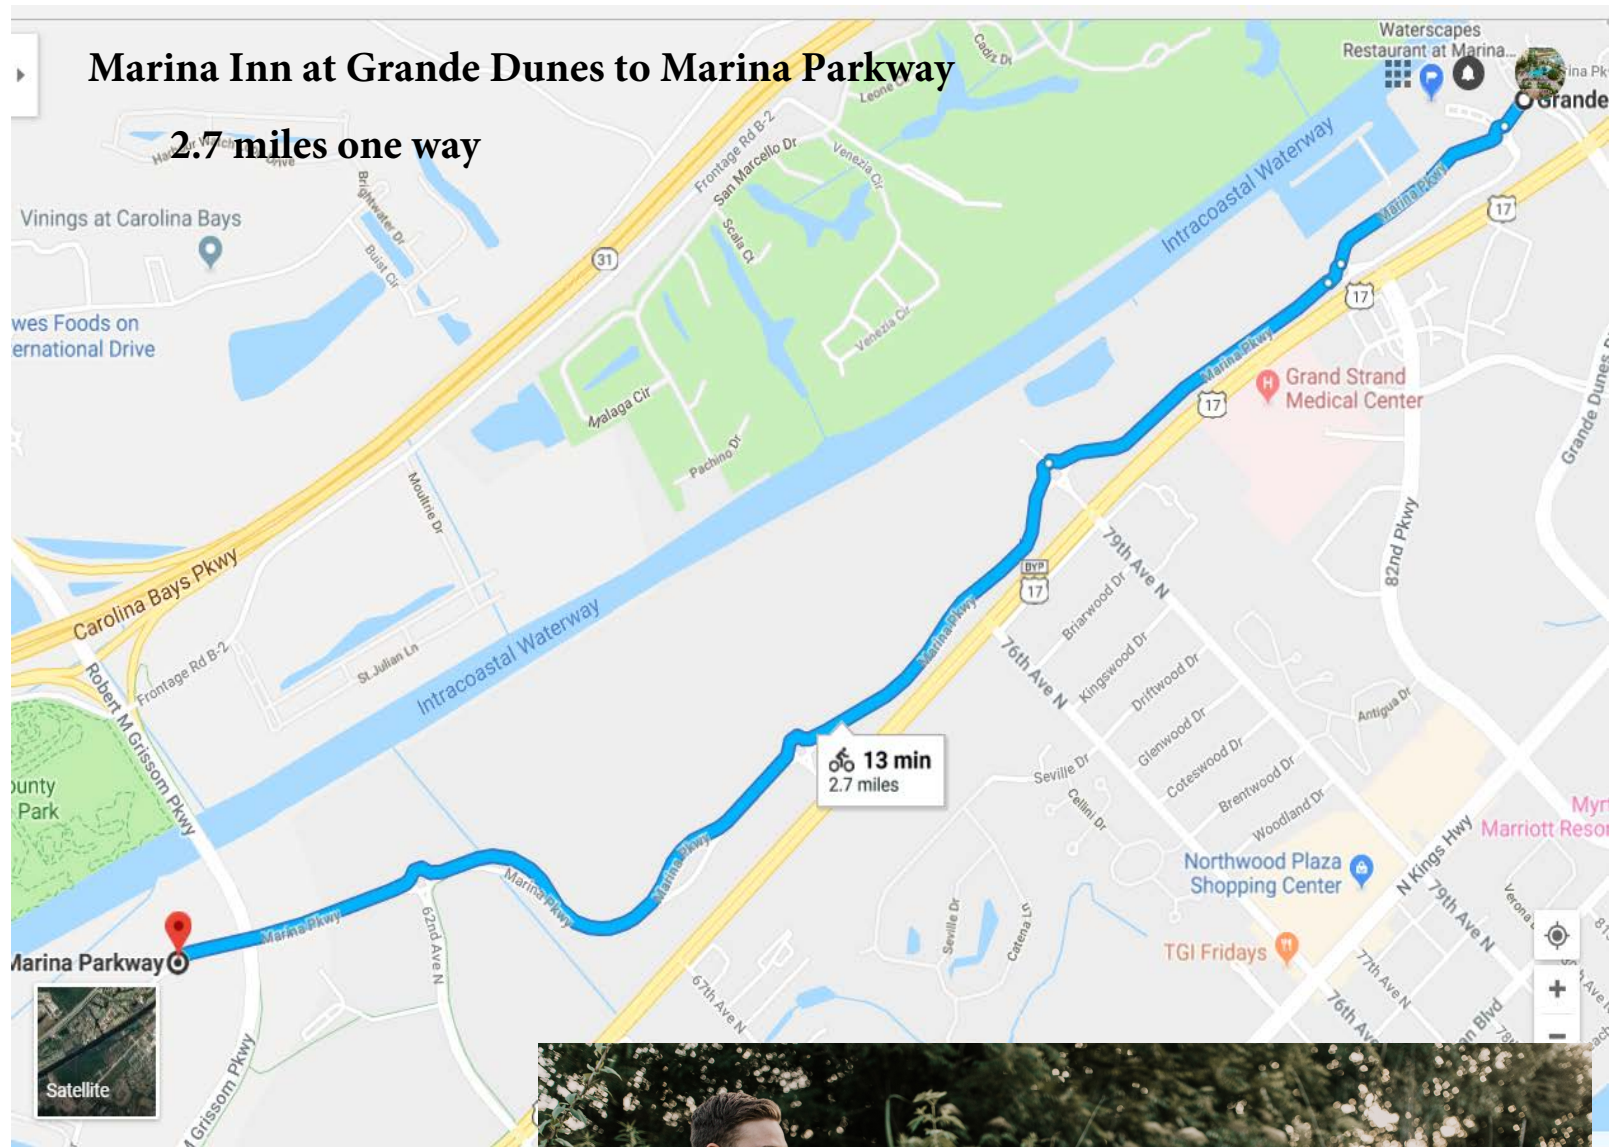 Marina Inn at Grande Dunes to Marina Parkway
2.7 miles one way
Waterscapes
Restaurant at Marina...
ina Pk
Grande
Cadiz Dr
Leone
Frontage Rd B-2
San Marcello Dr
Venezia Cir
Scala Ct
Venezia Cir
Brightwater Dr
Buist Cir
Vinings at Carolina Bays
31
wes Foods on
ernational Drive
Intracoastal Waterway
Marina Pkwy
17
17
Marina Pkwy
17
Grand Strand
Medical Center
Grande Dunes
Malaga Cir
Pachino Dr
Moultrie Dr
82nd Pkwy
79th Ave N
BYP
17
Briarwood Dr
Carolina Bays Pkwy
Frontage Rd B-2
St Julian Ln
Intracoastal Waterway
Robert M Grissom Pkwy
Marina Pkwy
76th Ave N
Kingswood Dr
Driftwood Dr
Glenwood Dr
Coteswood Dr
Brentwood Dr
Woodland Dr
Antigua Dr
13 min
2.7 miles
Seville Dr
Cellini Dr
ounty
Park
Myrt
Marriott Resor
N Kings Hwy
Northwood Plaza
Shopping Center
Marina Pkwy
Marina Pkwy
Marina Pkwy
62nd Ave N
Seville Dr
Catena Ln
79th Ave N
Verona
TGI Fridays
77th Ave N
67th Ave N
76th Ave
Marina Parkway
Satellite
M Grissom Pkwy